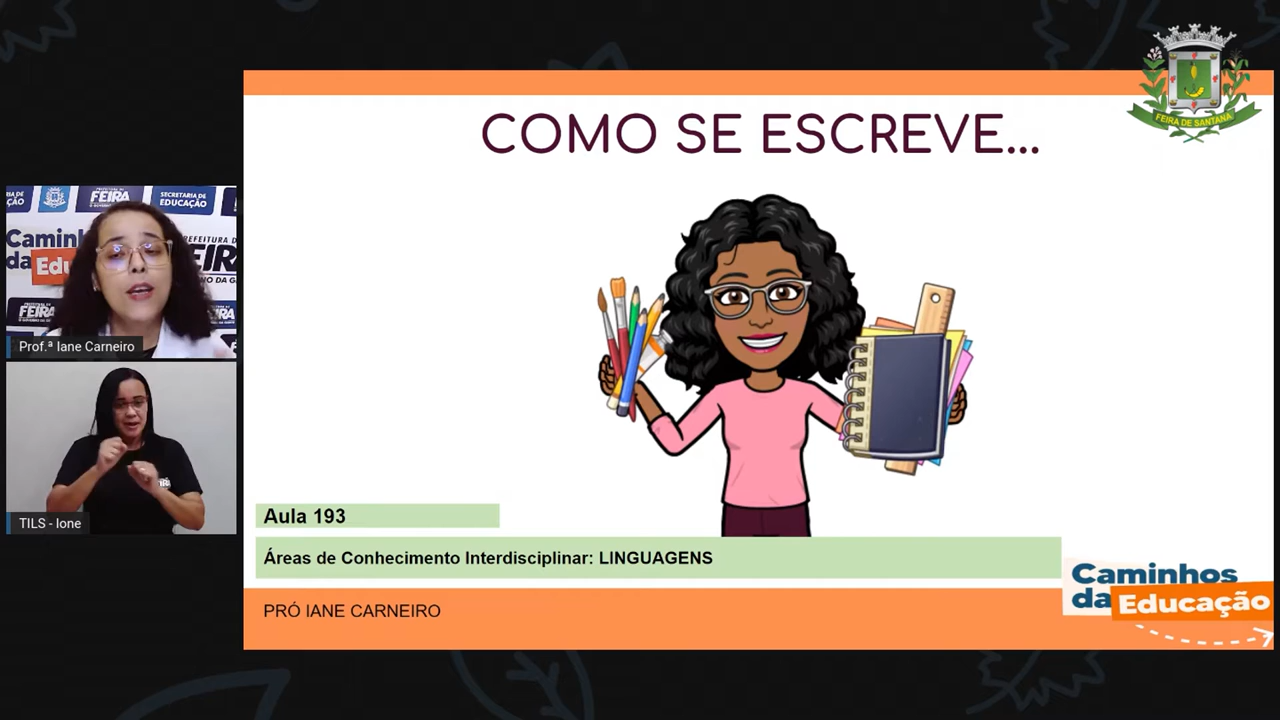 FEIRA DE SANTANA
COMO SE ESCREVE...
FEIRA
SECRETARIA DE
EDUCAÇÃO
Prof.ª Iane Carneiro
TILS - Ione
Aula 193
Áreas de Conhecimento Interdisciplinar: LINGUAGENS
PRÓ IANE CARNEIRO
Caminhos
da Educação